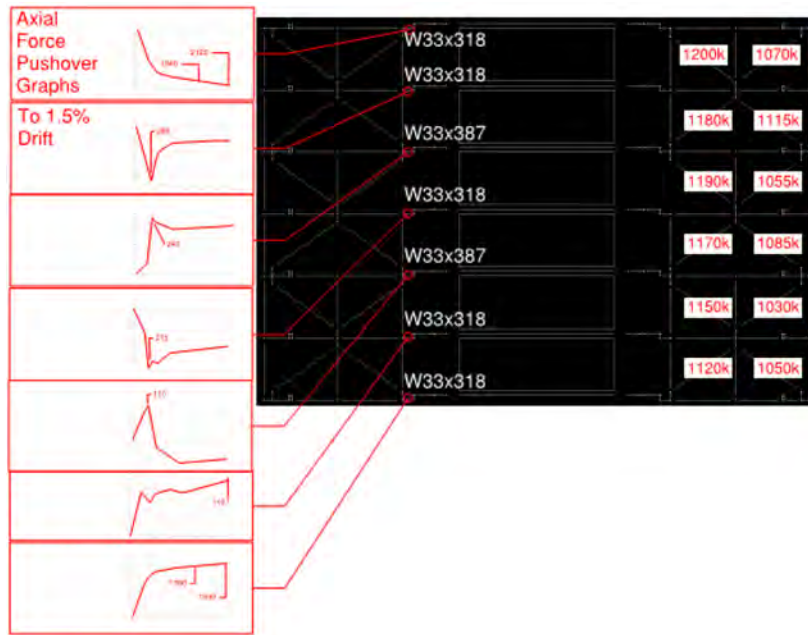 Axial
Force
Pushover
Graphs
To 1.5%
Drift
W33x318
W33x318
W33x387
W33x318
W33x387
W33x318
W33x318
1200k 1070k
1180k 1115k
1190k 1055k
1170k 1085k
1150k 1030k
1120k 1050k